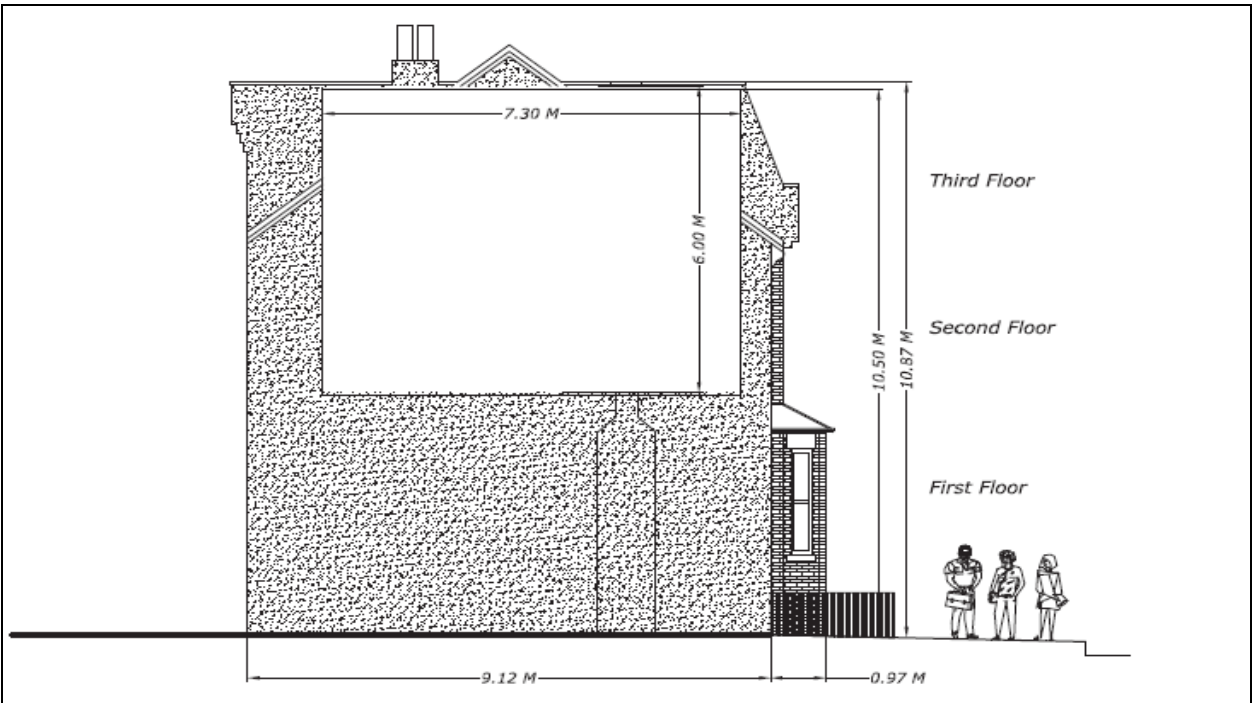 7.30 M
Third Floor
6.00 M
Second Floor
10.50 M
10.87 M
First Floor
9.12 M
0.97 M